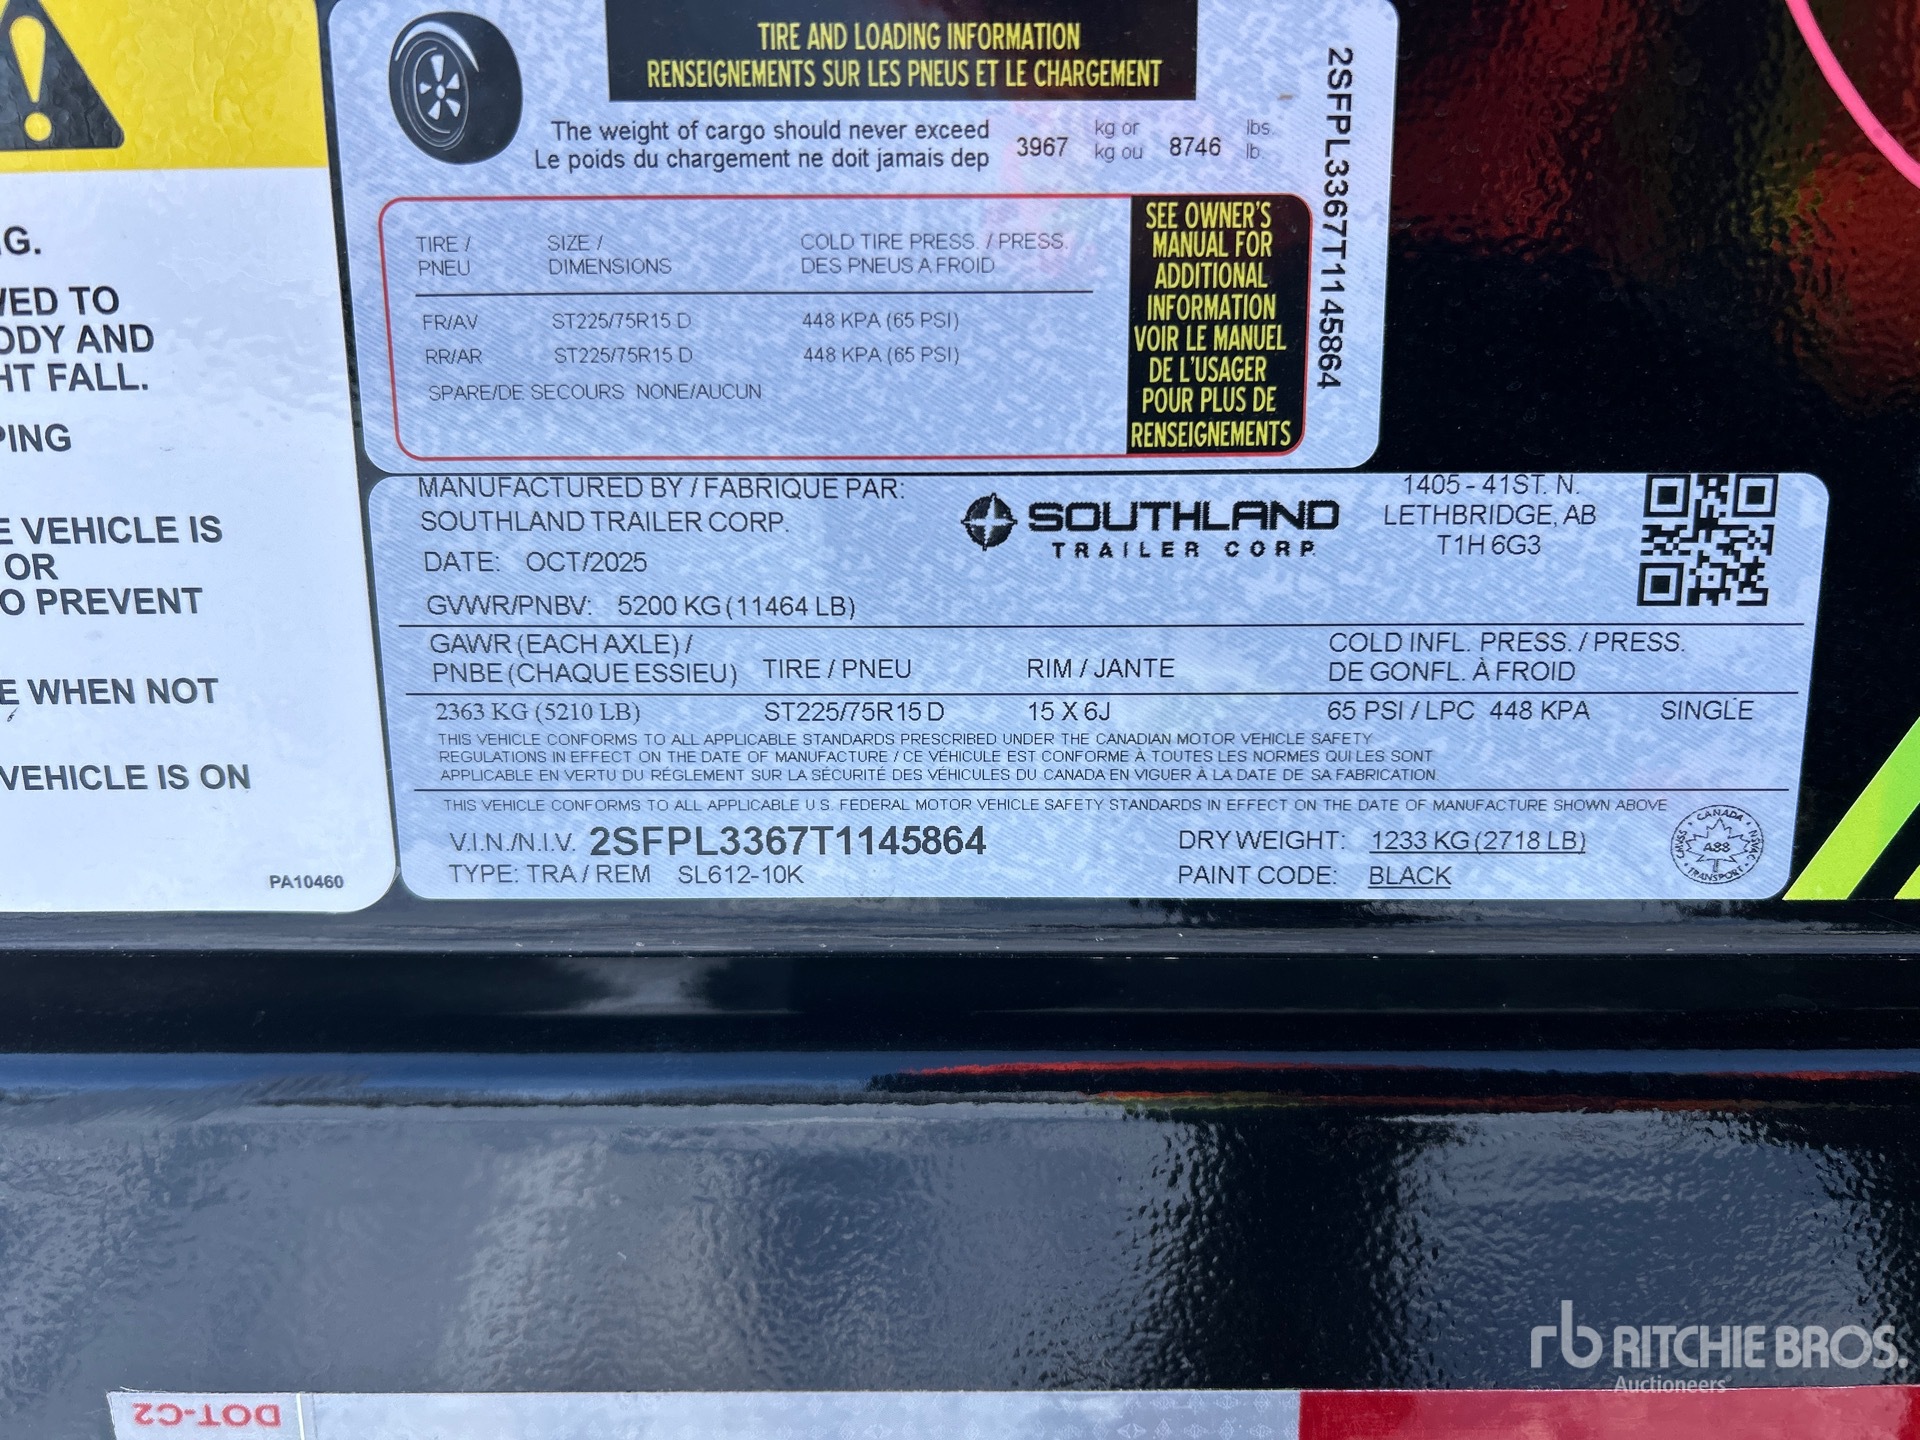 !
G.
WED TO
ODY AND
HT FALL.
PING
E VEHICLE IS
OR
O PREVENT
E WHEN NOT
VEHICLE IS ON
PA10460
TIRE AND LOADING INFORMATION
RENSEIGNEMENTS SUR LES PNEUS ET LE CHARGEMENT
The weight of cargo should never exceed 3967 kg or 8746 lbs.
Le poids du chargement ne doit jamais dep kg ou lb.
TIRE / SIZE / COLD TIRE PRESS. / PRESS.
PNEU DIMENSIONS DES PNEUS A FROID
FR/AV ST225/75R15 D 448 KPA (65 PSI)
RR/AR ST225/75R15 D 448 KPA (65 PSI)
SPARE/DE SECOURS NONE/AUCUN
SEE OWNER'S
MANUAL FOR
ADDITIONAL
INFORMATION
VOIR LE MANUEL
DE L'USAGER
POUR PLUS DE
RENSEIGNEMENTS
2SFPL3367T1145864
MANUFACTURED BY / FABRIQUE PAR:
SOUTHLAND TRAILER CORP.
DATE: OCT/2025
GVWR/PNBV: 5200 KG (11464 LB)
SOUTHLAND
TRAILER CORP.
1405 - 41ST. N.
LETHBRIDGE, AB
T1H 6G3
GAWR (EACH AXLE) / COLD INFL. PRESS. / PRESS.
PNBE (CHAQUE ESSIEU) TIRE / PNEU RIM / JANTE DE GONFL. À FROID
2363 KG (5210 LB) ST225/75R15 D 15 X 6J 65 PSI / LPC 448 KPA SINGLE
THIS VEHICLE CONFORMS TO ALL APPLICABLE STANDARDS PRESCRIBED UNDER THE CANADIAN MOTOR VEHICLE SAFETY
REGULATIONS IN EFFECT ON THE DATE OF MANUFACTURE / CE VÉHICULE EST CONFORME À TOUTES LES NORMES QUI LES SONT
APPLICABLE EN VERTU DU RÉGLEMENT SUR LA SÉCURITÉ DES VÉHICULES DU CANADA EN VIGUER À LA DATE DE SA FABRICATION.
THIS VEHICLE CONFORMS TO ALL APPLICABLE U.S. FEDERAL MOTOR VEHICLE SAFETY STANDARDS IN EFFECT ON THE DATE OF MANUFACTURE SHOWN ABOVE
V.I.N./N.I.V. 2SFPL3367T1145864 DRY WEIGHT: 1233 KG (2718 LB)
TYPE: TRA / REM SL612-10K PAINT CODE: BLACK
CANADA
CMVSS NSVAC
A88
TRANSPORT
DOT-C2
rb RITCHIE BROS.
Auctioneers